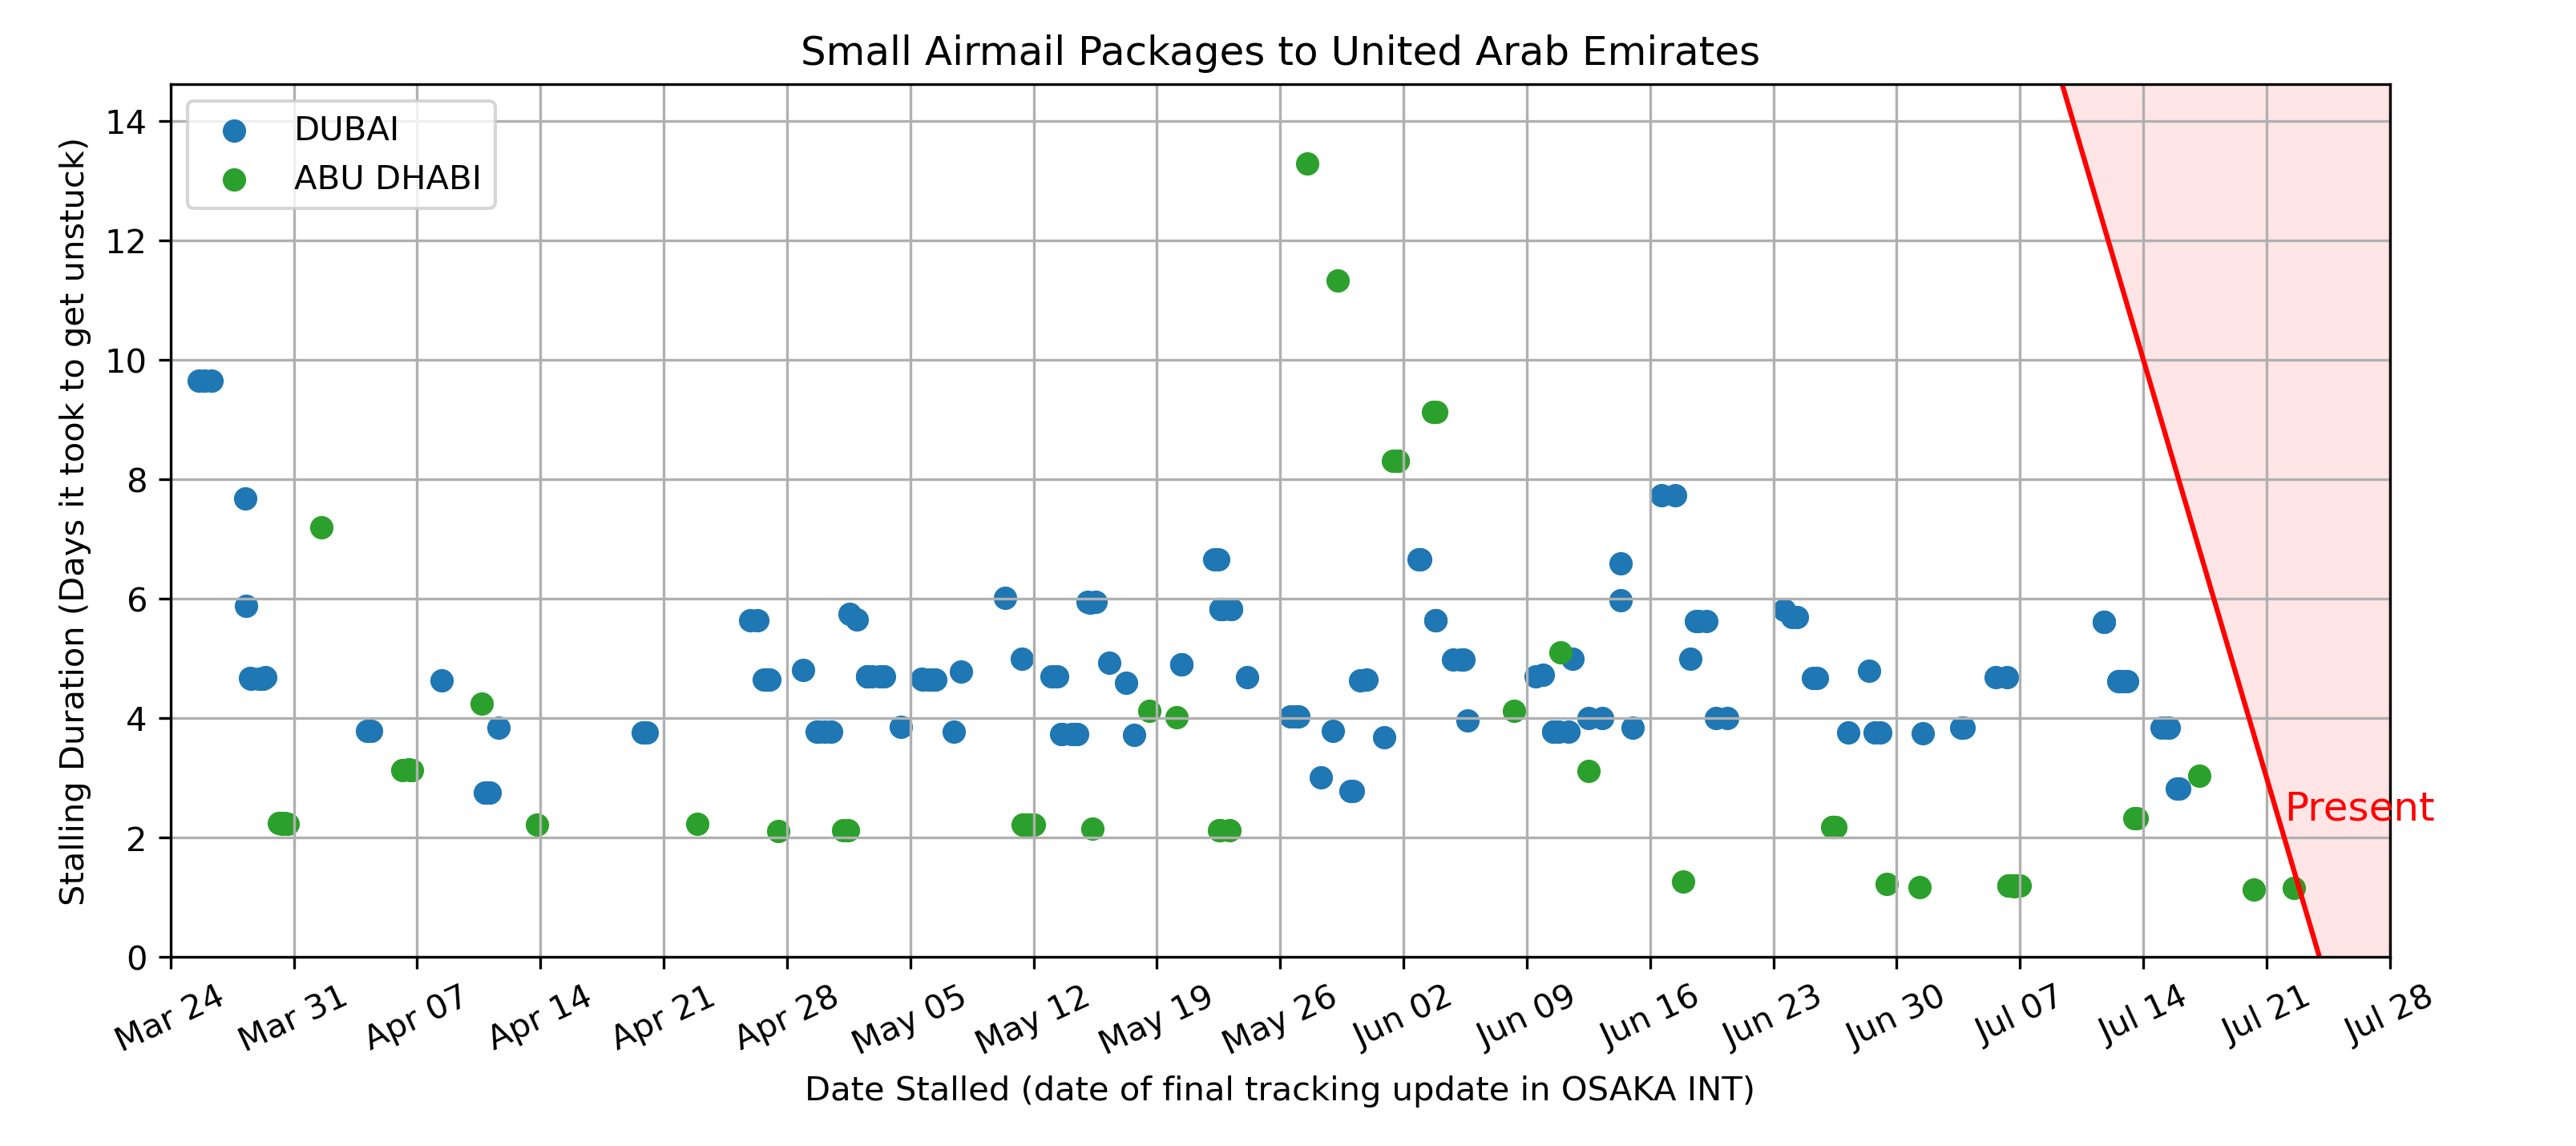 Small Airmail Packages to United Arab Emirates
DUBAI
ABU DHABI
Stalling Duration (Days it took to get unstuck)
14
12
10
8
6
4
2
0
Present
Mar 24
Mar 31
Apr 07
Apr 14
Apr 21
Apr 28
May 05
May 12
May 19
May 26
Jun 02
Jun 09
Jun 16
Jun 23
Jun 30
Jul 07
Jul 14
Jul 21
Jul 28
Date Stalled (date of final tracking update in OSAKA INT)